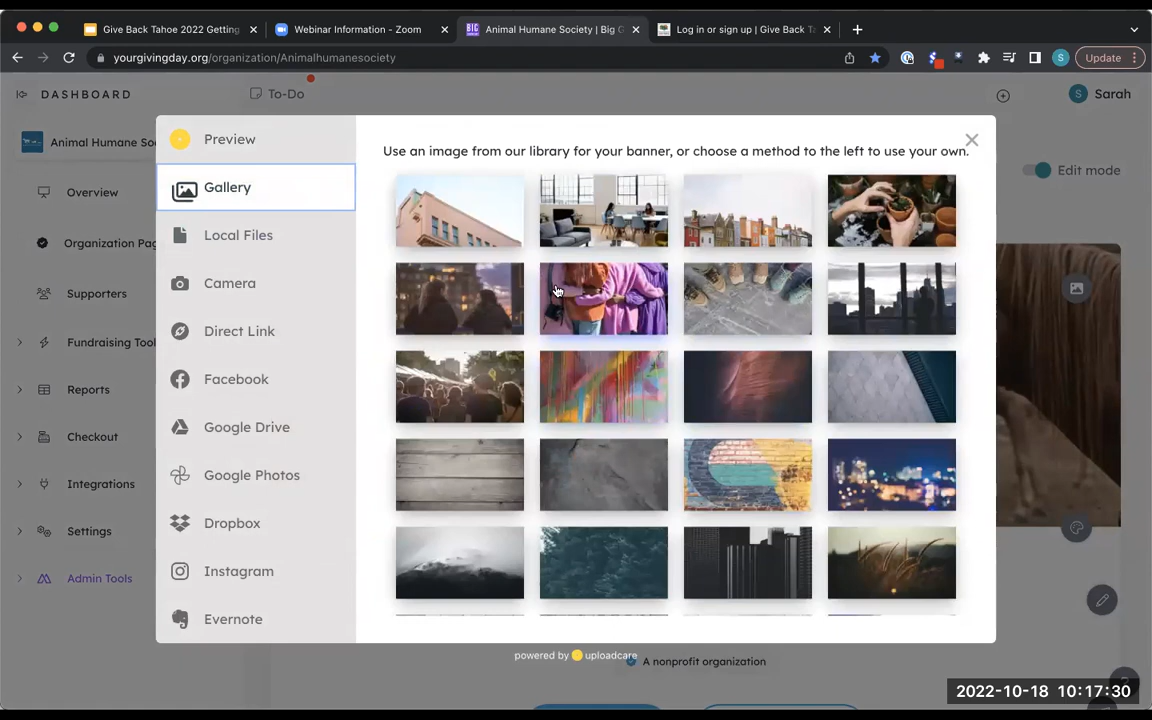 Give Back Tahoe 2022 Getting
Webinar Information - Zoom
Animal Humane Society | Big G
Log in or sign up | Give Back Ta
yourgivingday.org/organization/Animalhumanesociety
Update
DASHBOARD
To-Do
S Sarah
Animal Humane So
Edit mode
Overview
Organization Pag
Supporters
Fundraising Tool
Reports
Checkout
Integrations
Settings
Admin Tools
Preview
Gallery
Local Files
Camera
Direct Link
Facebook
Google Drive
Google Photos
Dropbox
Instagram
Evernote
Use an image from our library for your banner, or choose a method to the left to use your own.
powered by uploadcare
A nonprofit organization
2022-10-18 10:17:30